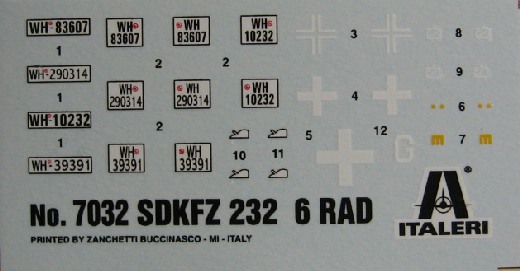 WH-83607 WH 83607 WH 83607 WH 10232 3 8
1 2 2
WH-290314 9
1 WH 290314 WH 290314 WH 10232 4 6
WH-10232 2 5 12 7
1 G
WH-39391 WH 39391 WH 39391 10 11
No. 7032 SDKFZ 232 6 RAD ITALERI ®
PRINTED BY ZANCHETTI BUCCINASCO - MI - ITALY